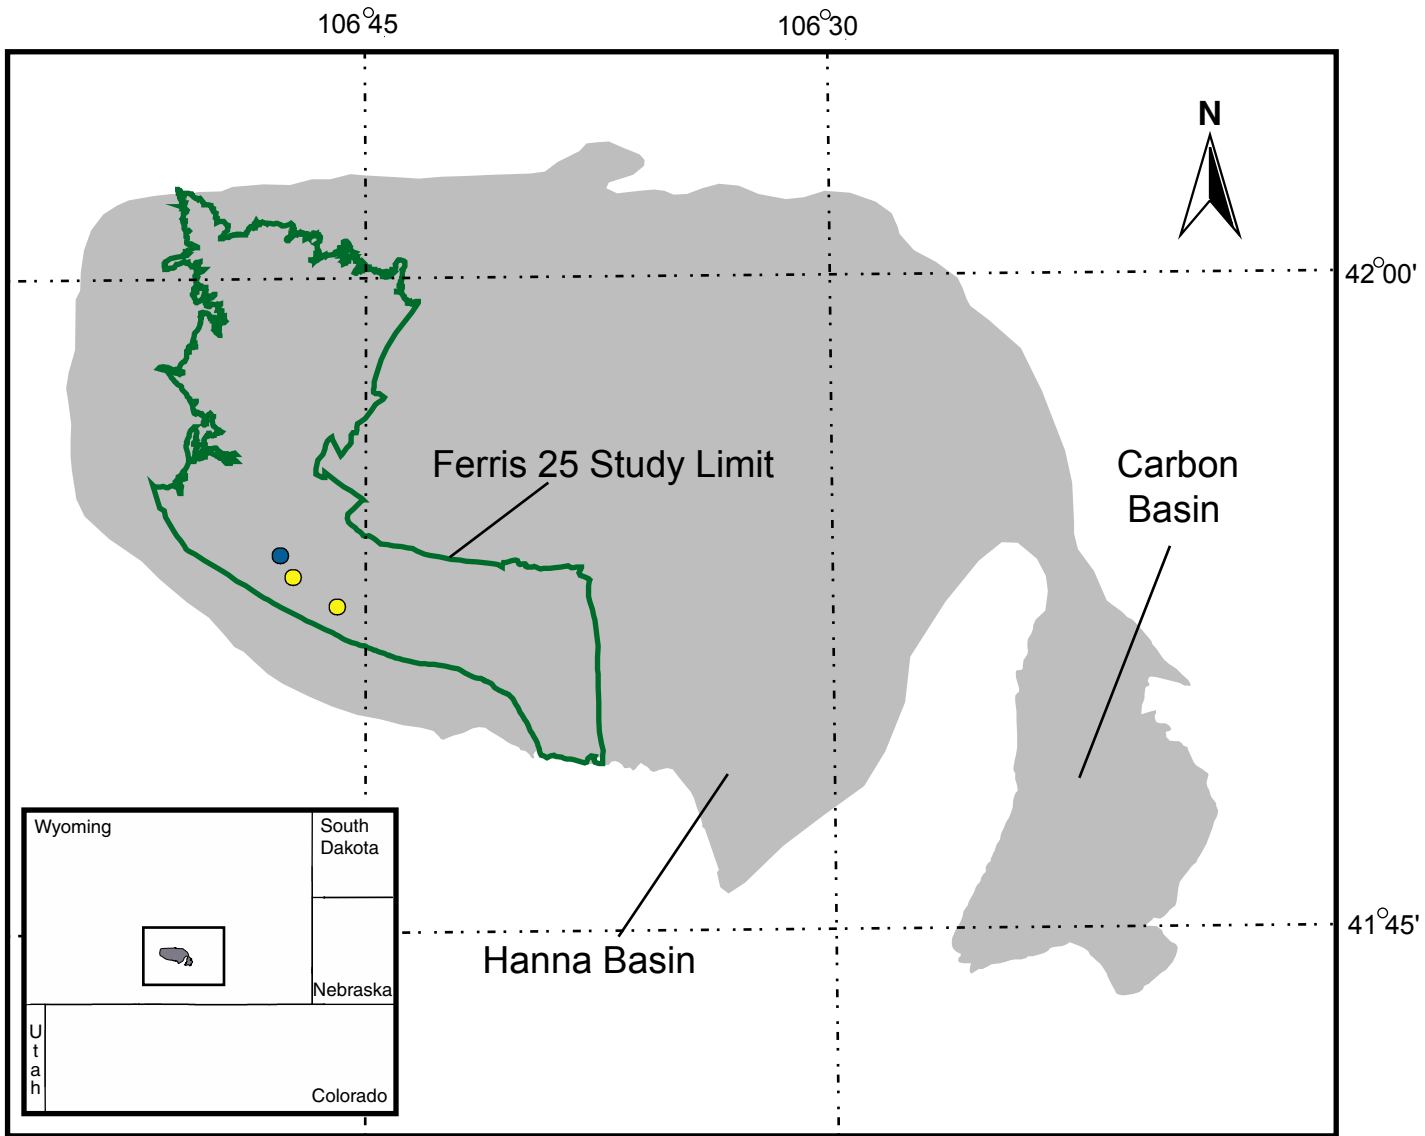 106°45
106°30
N
42°00'
Ferris 25 Study Limit
Carbon
Basin
Wyoming
South
Dakota
41°45'
Hanna Basin
Nebraska
Utah
Colorado